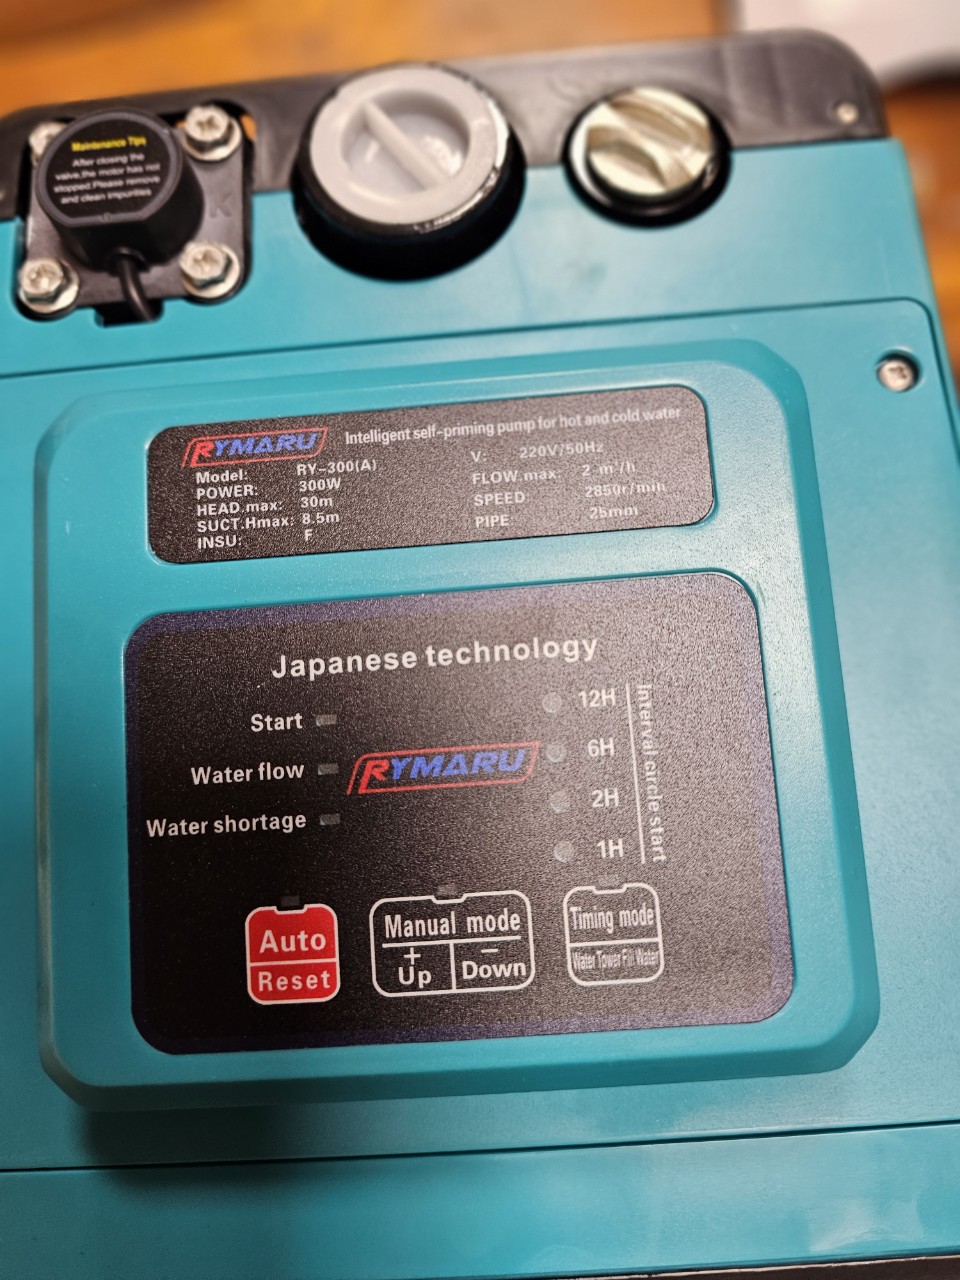 Maintenance Tips
After closing the
valve,the motor has not
stopped.Please remove
and clean impurities
RYMARU Intelligent self-priming pump for hot and cold water
Model: RY-300(A) V: 220V/50Hz
POWER: 300W FLOW.max: 2 m³/h
HEAD.max: 30m SPEED 2850r/min
SUCT.Hmax: 8.5m PIPE 25mm
INSU: F
Japanese technology
Start
Water flow
Water shortage
RYMARU
12H
6H
2H
1H
Interval circle start
Auto
Reset
Manual mode
+ Up
− Down
Timing mode
Water Tower Fill Water